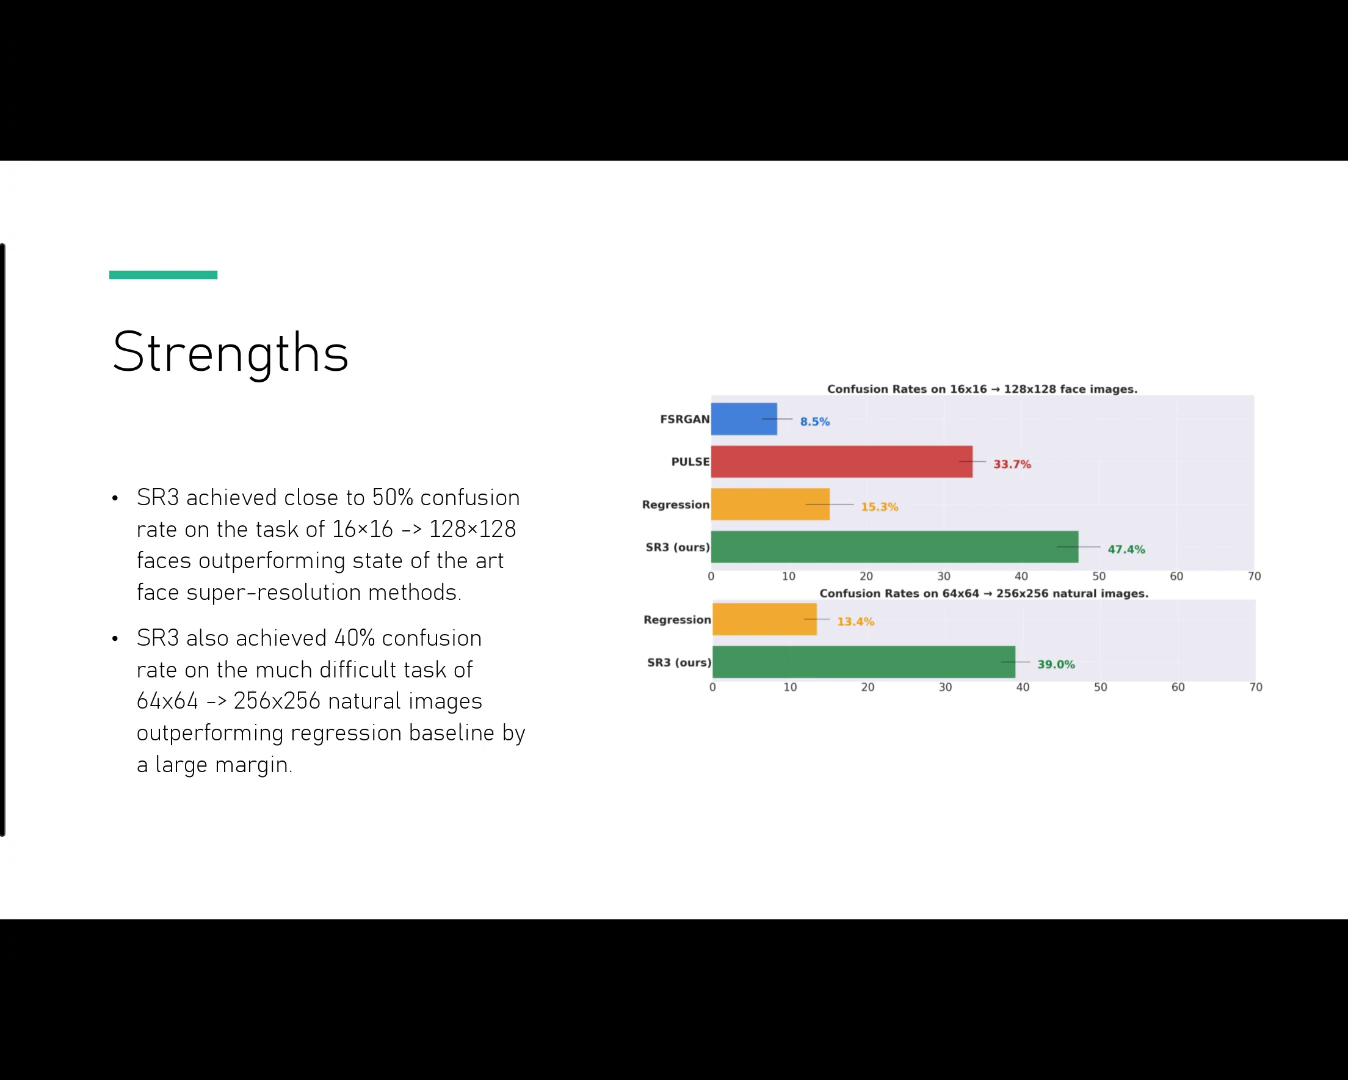 Strengths
• SR3 achieved close to 50% confusion
rate on the task of 16×16 -> 128×128
faces outperforming state of the art
face super-resolution methods.
• SR3 also achieved 40% confusion
rate on the much difficult task of
64x64 -> 256x256 natural images
outperforming regression baseline by
a large margin.
Confusion Rates on 16x16 → 128x128 face images.
FSRGAN 8.5%
PULSE 33.7%
Regression 15.3%
SR3 (ours) 47.4%
0 10 20 30 40 50 60 70
Confusion Rates on 64x64 → 256x256 natural images.
Regression 13.4%
SR3 (ours) 39.0%
0 10 20 30 40 50 60 70